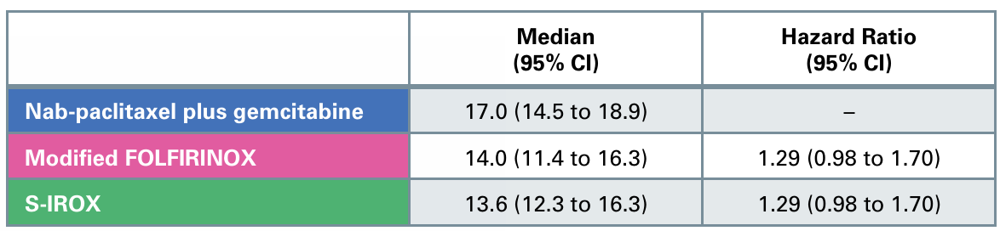 Median
(95% CI)
Hazard Ratio
(95% CI)
Nab-paclitaxel plus gemcitabine 17.0 (14.5 to 18.9) –
Modified FOLFIRINOX 14.0 (11.4 to 16.3) 1.29 (0.98 to 1.70)
S-IROX 13.6 (12.3 to 16.3) 1.29 (0.98 to 1.70)